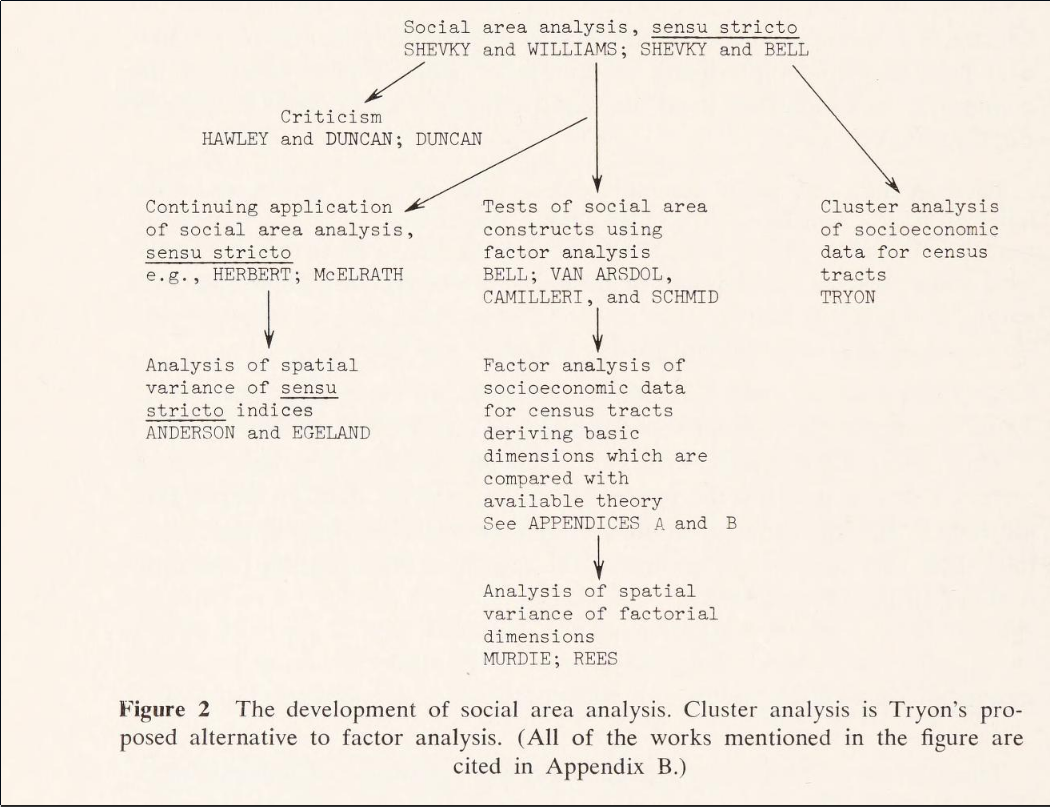 Social area analysis, sensu stricto
SHEVKY and WILLIAMS; SHEVKY and BELL
Criticism
HAWLEY and DUNCAN; DUNCAN
Continuing application
of social area analysis,
sensu stricto
e.g., HERBERT; McELRATH
Analysis of spatial
variance of sensu
stricto indices
ANDERSON and EGELAND
Tests of social area
constructs using
factor analysis
BELL; VAN ARSDOL,
CAMILLERI, and SCHMID
Factor analysis of
socioeconomic data
for census tracts
deriving basic
dimensions which are
compared with
available theory
See APPENDICES A and B
Analysis of spatial
variance of factorial
dimensions
MURDIE; REES
Cluster analysis
of socioeconomic
data for census
tracts
TRYON
Figure 2 The development of social area analysis. Cluster analysis is Tryon's pro-
posed alternative to factor analysis. (All of the works mentioned in the figure are
cited in Appendix B.)